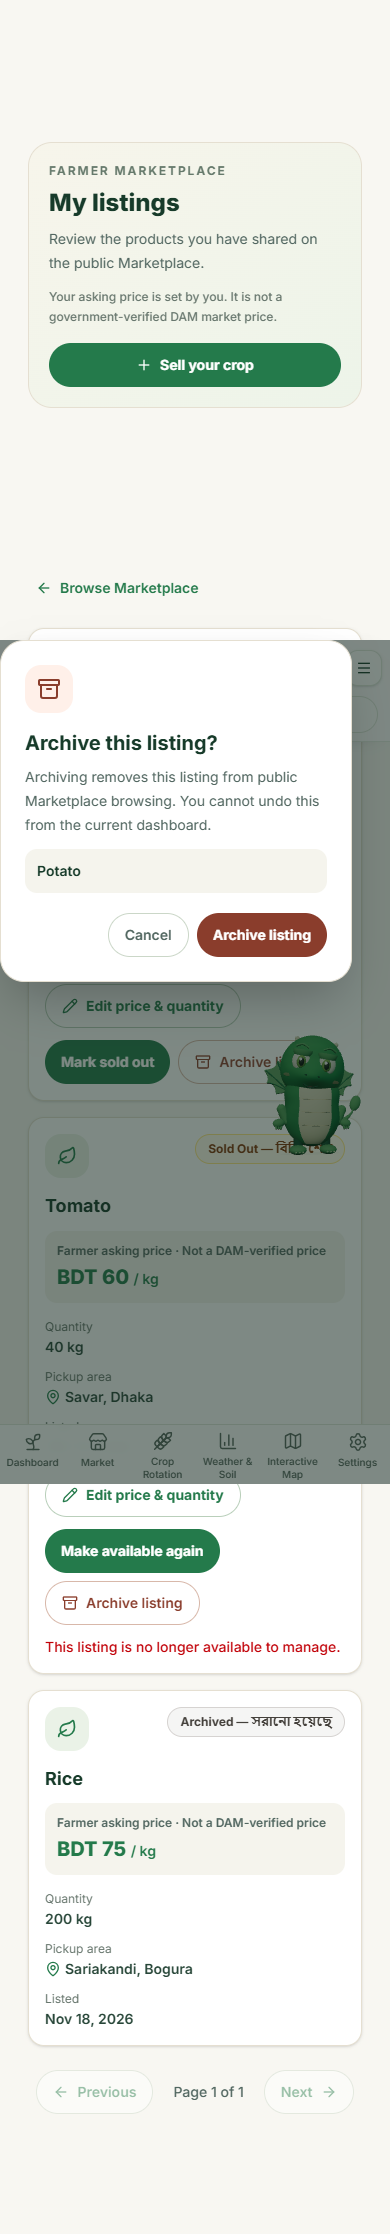 FARMER MARKETPLACE
My listings
Review the products you have shared on
the public Marketplace.
Your asking price is set by you. It is not a
government-verified DAM market price.
Sell your crop
Browse Marketplace
Archive this listing?
Archiving removes this listing from public
Marketplace browsing. You cannot undo this
from the current dashboard.
Potato
Cancel
Archive listing
Edit price & quantity
Mark sold out
Archive
Sold Out —
Tomato
Farmer asking price · Not a DAM-verified price
BDT 60 / kg
Quantity
40 kg
Pickup area
Savar, Dhaka
Dashboard
Market
Crop
Rotation
Weather &
Soil
Interactive
Map
Settings
Edit price & quantity
Make available again
Archive listing
This listing is no longer available to manage.
Archived — সরানো হয়েছে
Rice
Farmer asking price · Not a DAM-verified price
BDT 75 / kg
Quantity
200 kg
Pickup area
Sariakandi, Bogura
Listed
Nov 18, 2026
Previous
Page 1 of 1
Next